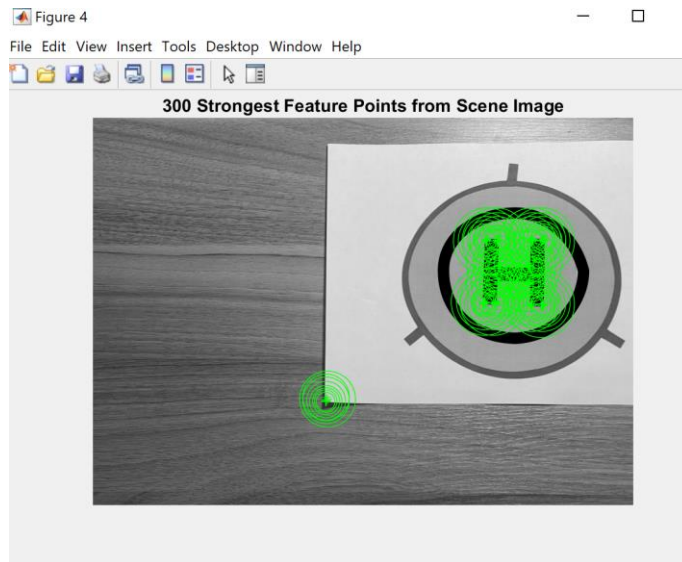 Figure 4
File Edit View Insert Tools Desktop Window Help
300 Strongest Feature Points from Scene Image
H